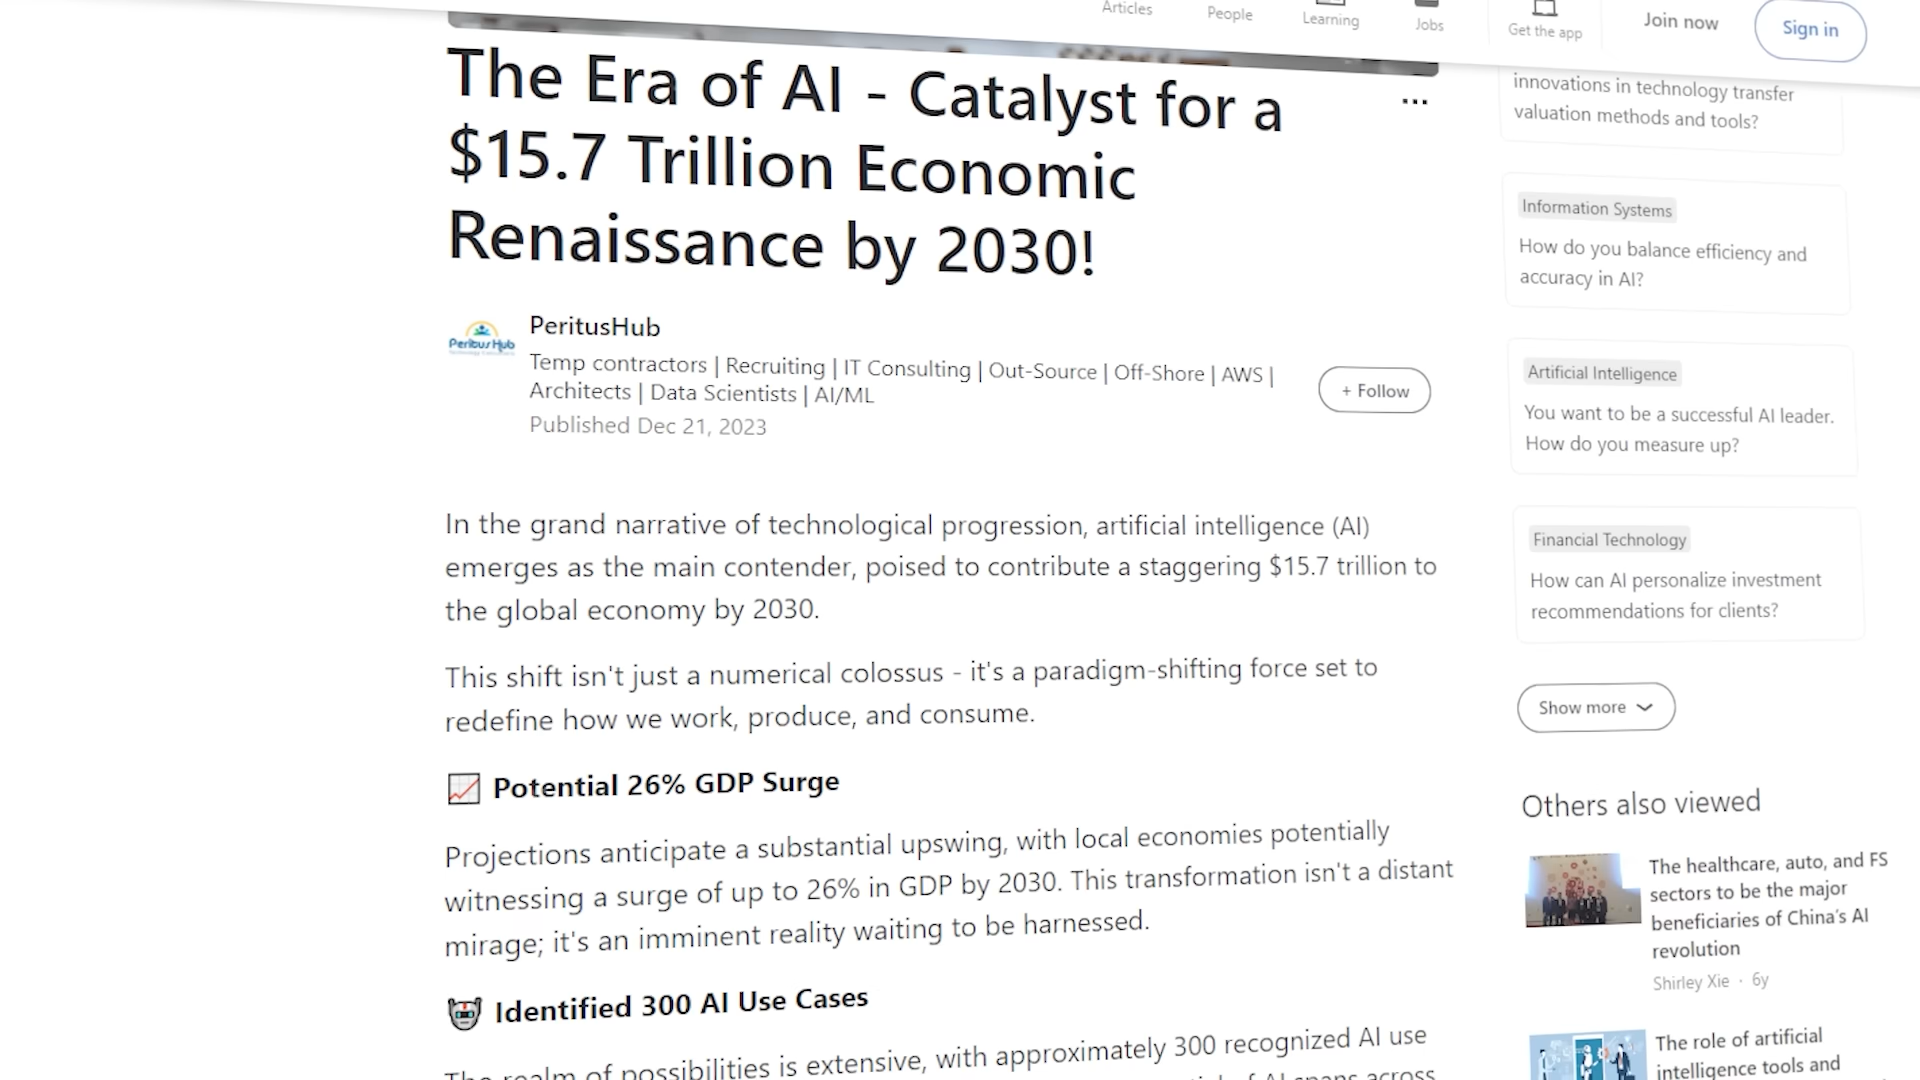 Articles
People
Learning
Jobs
Get the app
Join now
Sign in
The Era of AI - Catalyst for a
$15.7 Trillion Economic
Renaissance by 2030!
...
PeritusHub
Peritus Hub
Temp contractors | Recruiting | IT Consulting | Out-Source | Off-Shore | AWS |
Architects | Data Scientists | AI/ML
Published Dec 21, 2023
+ Follow
In the grand narrative of technological progression, artificial intelligence (AI)
emerges as the main contender, poised to contribute a staggering $15.7 trillion to
the global economy by 2030.
This shift isn't just a numerical colossus - it's a paradigm-shifting force set to
redefine how we work, produce, and consume.
Potential 26% GDP Surge
Projections anticipate a substantial upswing, with local economies potentially
witnessing a surge of up to 26% in GDP by 2030. This transformation isn't a distant
mirage; it's an imminent reality waiting to be harnessed.
Identified 300 AI Use Cases
The realm of possibilities is extensive, with approximately 300 recognized AI use
of AI spans across
innovations in technology transfer
valuation methods and tools?
Information Systems
How do you balance efficiency and
accuracy in AI?
Artificial Intelligence
You want to be a successful AI leader.
How do you measure up?
Financial Technology
How can AI personalize investment
recommendations for clients?
Show more
Others also viewed
The healthcare, auto, and FS
sectors to be the major
beneficiaries of China's AI
revolution
Shirley Xie · 6y
The role of artificial
intelligence tools and